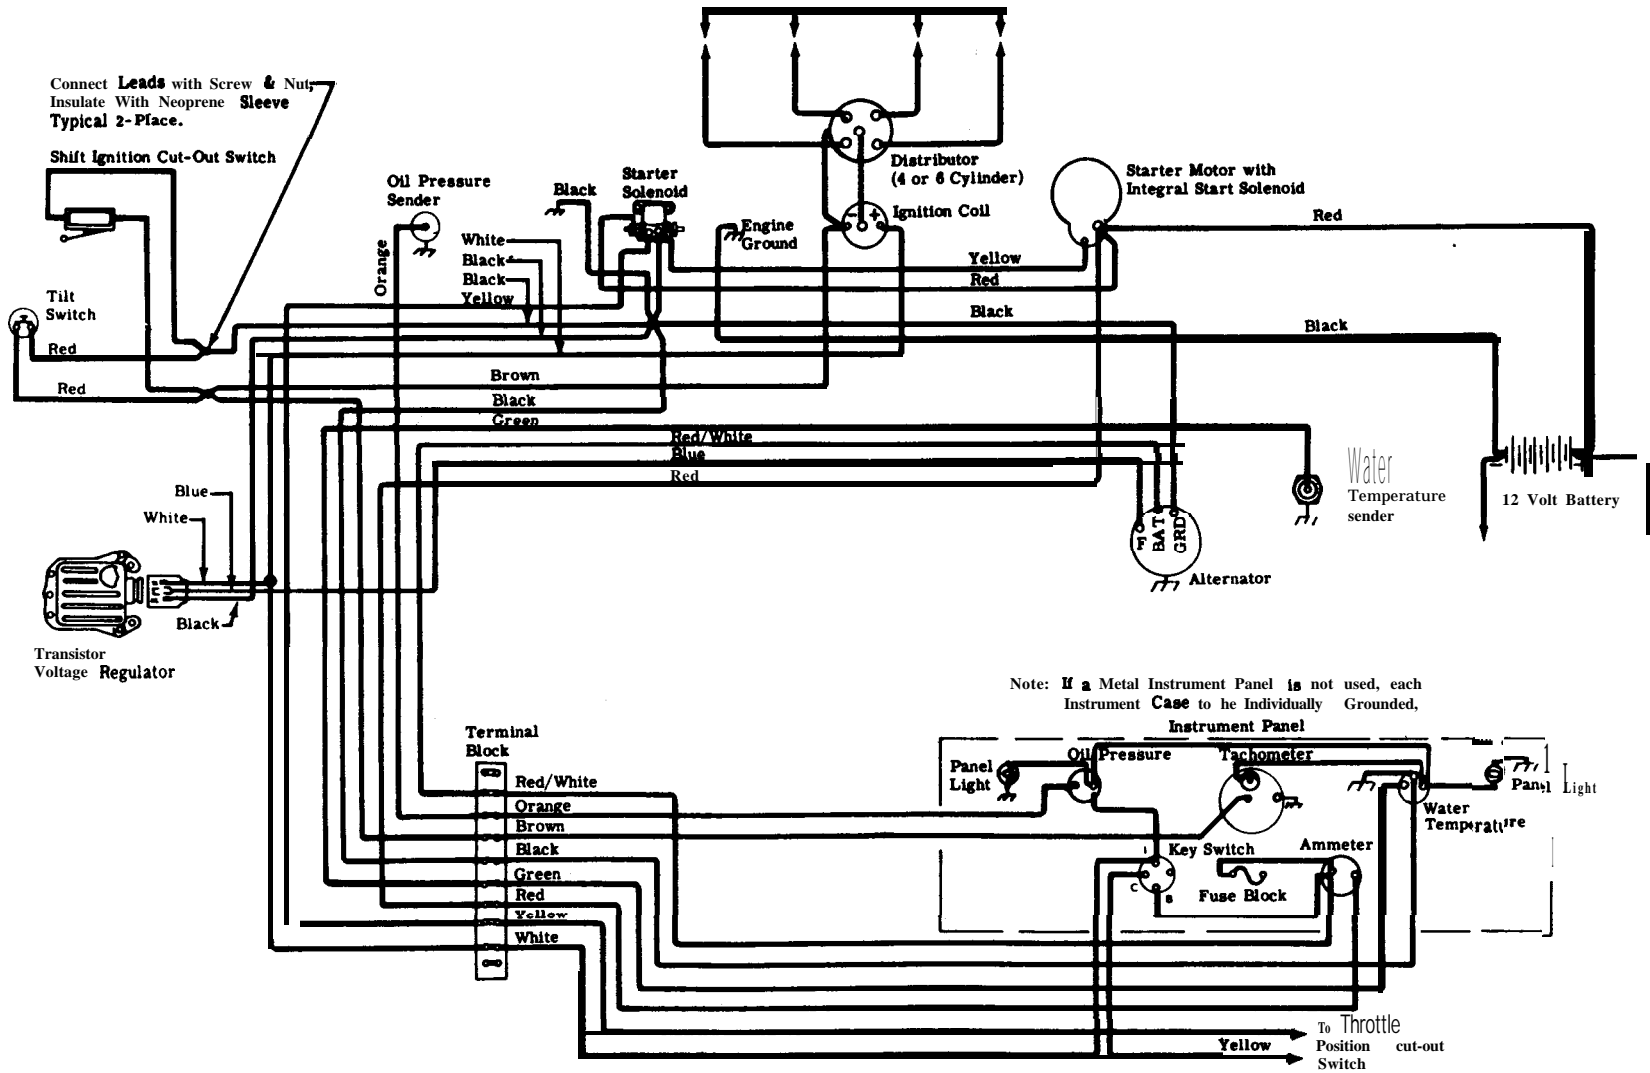 Connect Leads with Screw & Nut,
Insulate With Neoprene Sleeve
Typical 2-Place.
Shift Ignition Cut-Out Switch
Oil Pressure
Sender
Orange
Black
Starter
Solenoid
White
Black
Black
Yellow
Engine
Ground
Distributor
(4 or 6 Cylinder)
- +
Ignition Coil
Starter Motor with
Integral Start Solenoid
Red
Yellow
Red
Black
Black
Tilt
Switch
Red
Red
Brown
Black
Green
Red/White
Blue
Red
Water
Temperature
sender
12 Volt Battery
F
BAT
GRD
Alternator
Blue
White
Black
Transistor
Voltage Regulator
Note: If a Metal Instrument Panel is not used, each
Instrument Case to he Individually Grounded,
Instrument Panel
Terminal
Block
Red/White
Orange
Brown
Black
Green
Red
Yellow
White
Panel
Light
Oil Pressure
Tachometer
Panel Light
Water
Temperature
Key Switch
C
B
Fuse Block
Ammeter
To Throttle
Position cut-out
Switch
Yellow